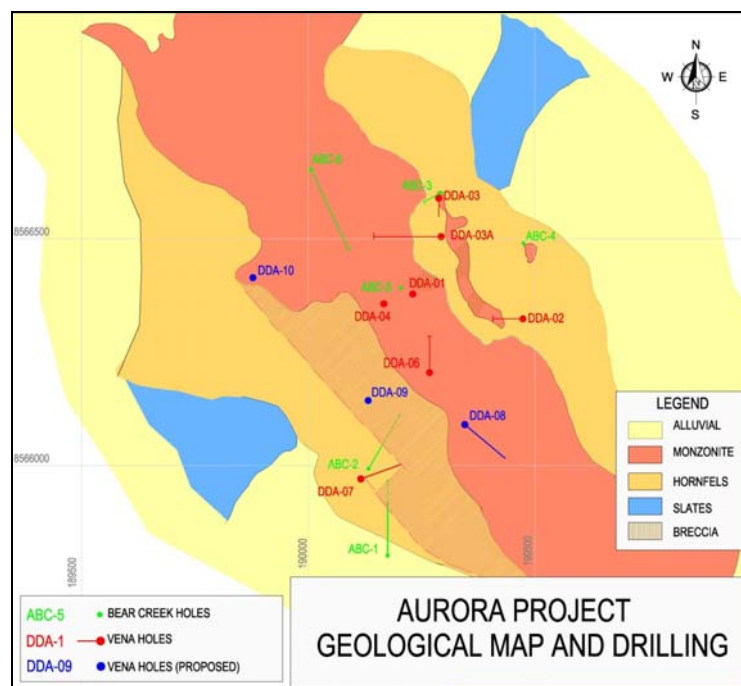 N
W E
S
ABC-6
ABC-3
DDA-03
DDA-03A
ABC-4
8566500
DDA-10
ABC-5
DDA-01
DDA-04
DDA-02
DDA-06
DDA-09
DDA-08
8566000
ABC-2
DDA-07
ABC-1
189500
190000
190500
LEGEND
ALLUVIAL
MONZONITE
HORNFELS
SLATES
BRECCIA
ABC-5 BEAR CREEK HOLES
DDA-1 VENA HOLES
DDA-09 VENA HOLES (PROPOSED)
AURORA PROJECT
GEOLOGICAL MAP AND DRILLING